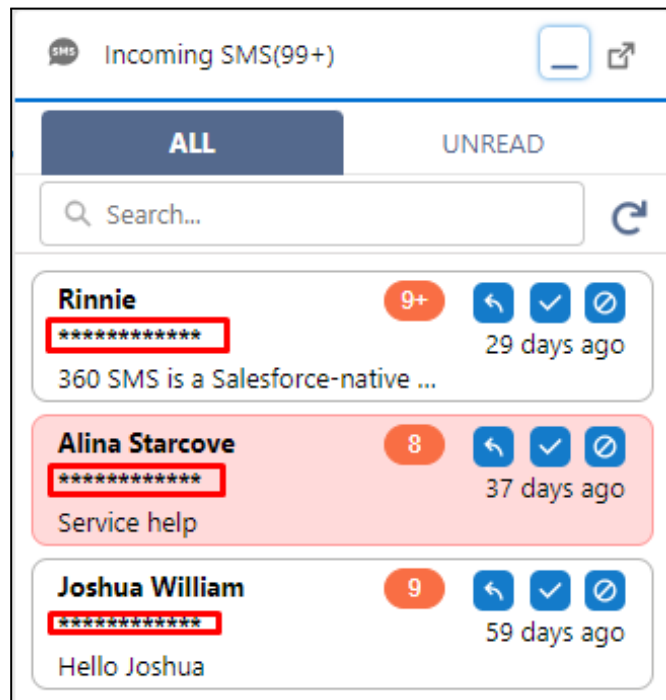 SMS Incoming SMS(99+)
ALL UNREAD
Search...
Rinnie 9+
************
29 days ago
360 SMS is a Salesforce-native ...
Alina Starcove 8
************
37 days ago
Service help
Joshua William 9
************
59 days ago
Hello Joshua